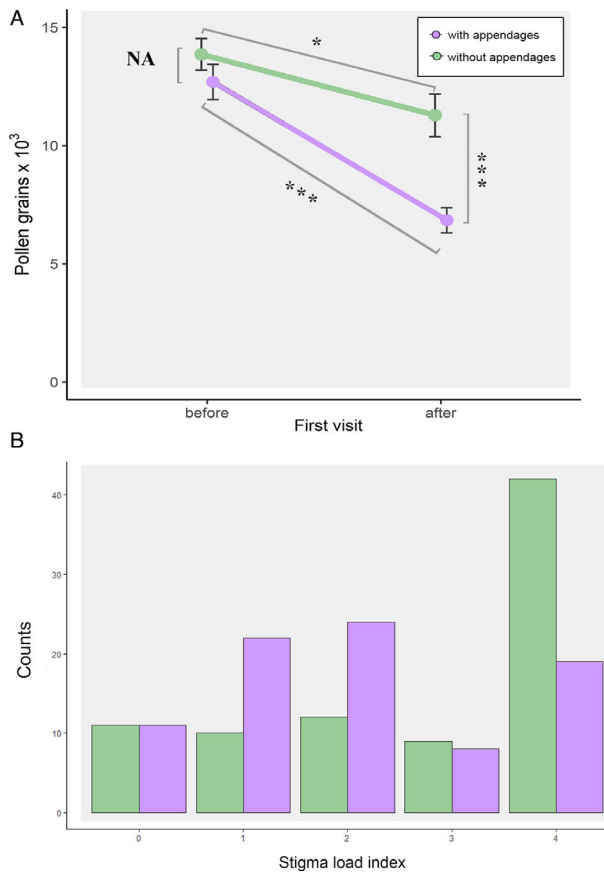 A
15
10
5
0
Pollen grains x 10³
NA
*
***
***
with appendages
without appendages
before
after
First visit
B
40
30
20
10
0
Counts
0
1
2
3
4
Stigma load index